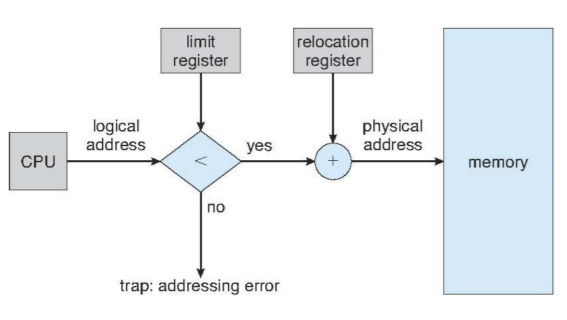 limit
register
relocation
register
logical
address
physical
address
CPU
<
yes
+
memory
no
trap: addressing error